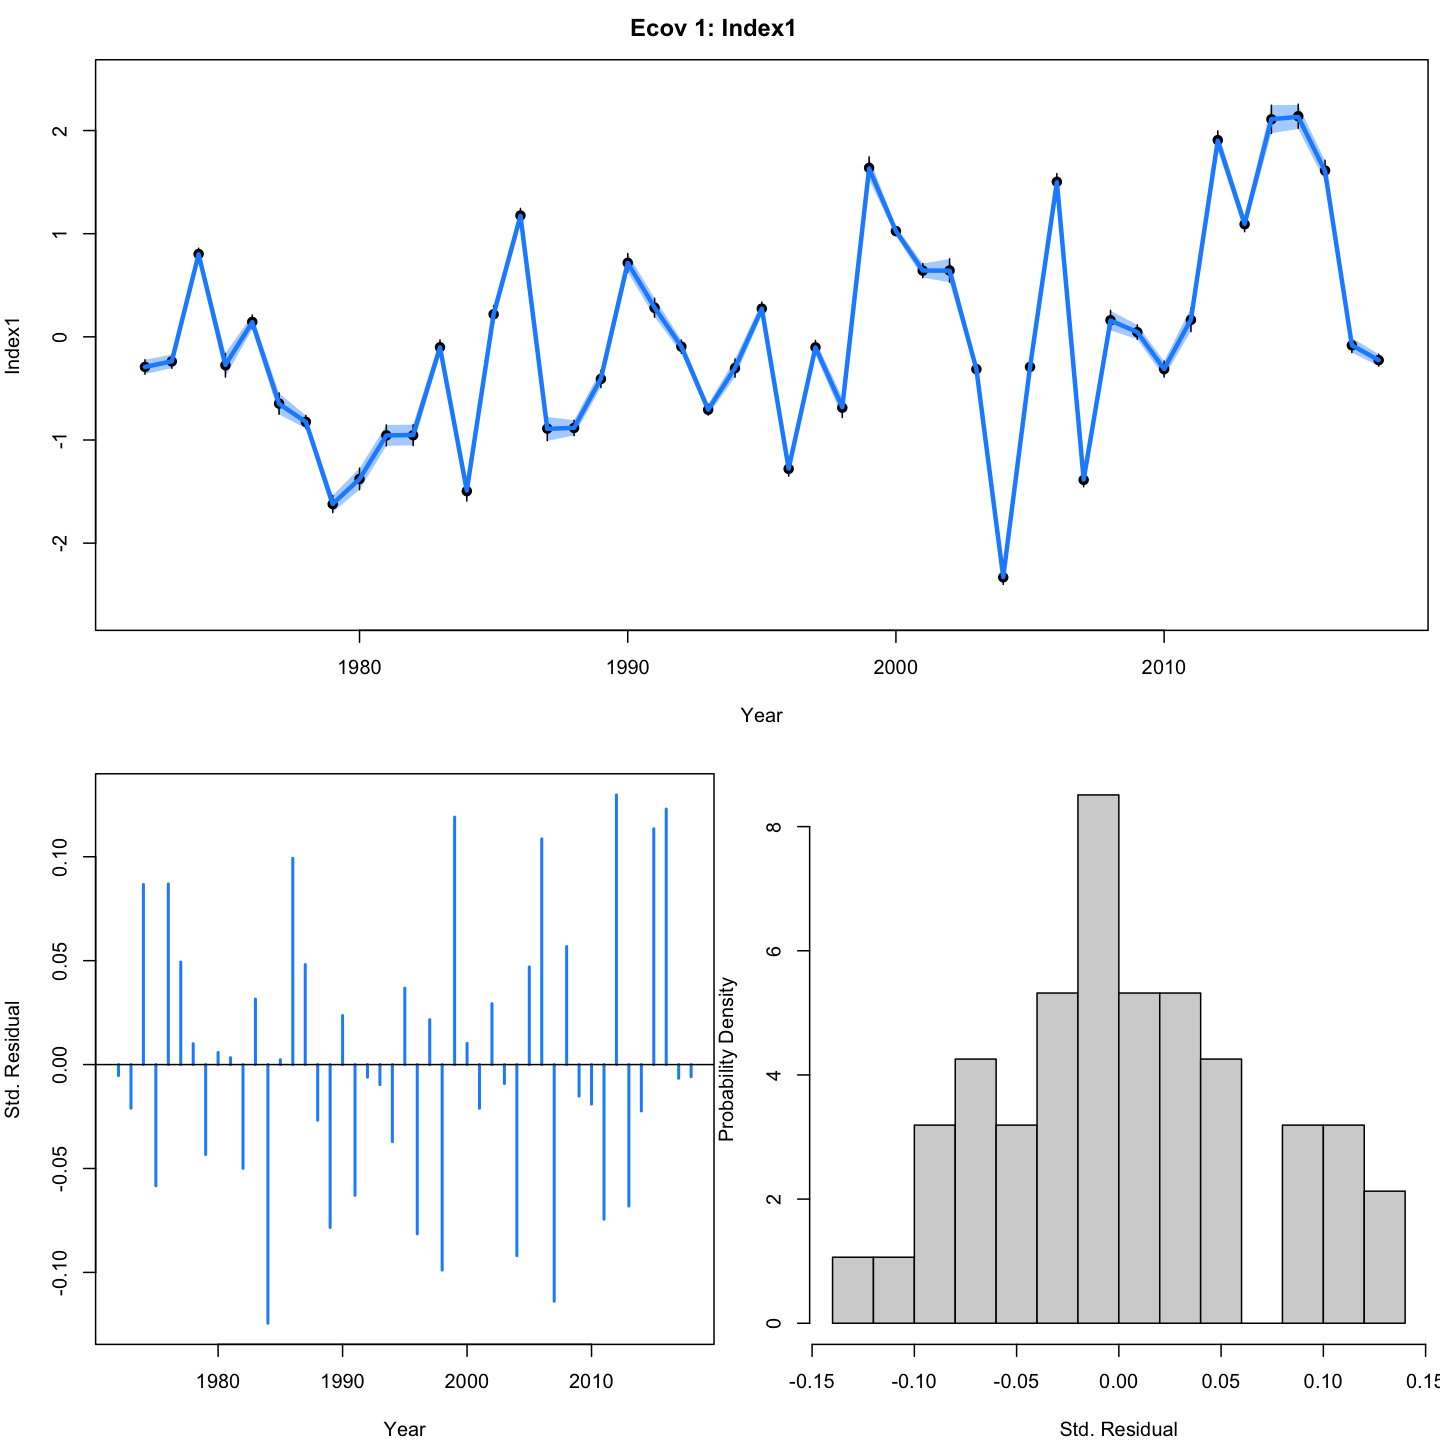 Ecov 1: Index1
Index1
2
1
0
-1
-2
1980 1990 2000 2010
Year
Std. Residual
0.10
0.05
0.00
-0.05
-0.10
1980 1990 2000 2010
Year
Probability Density
8
6
4
2
0
-0.15 -0.10 -0.05 0.00 0.05 0.10 0.15
Std. Residual